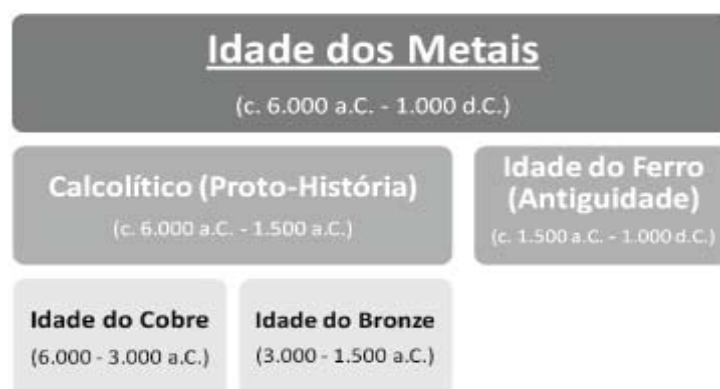 Idade dos Metais
(c. 6.000 a.C. - 1.000 d.C.)
Calcolítico (Proto-História)
(c. 6.000 a.C. - 1.500 a.C.)
Idade do Ferro
(Antiguidade)
(c. 1.500 a.C. - 1.000 d.C.)
Idade do Cobre
(6.000 - 3.000 a.C.)
Idade do Bronze
(3.000 - 1.500 a.C.)